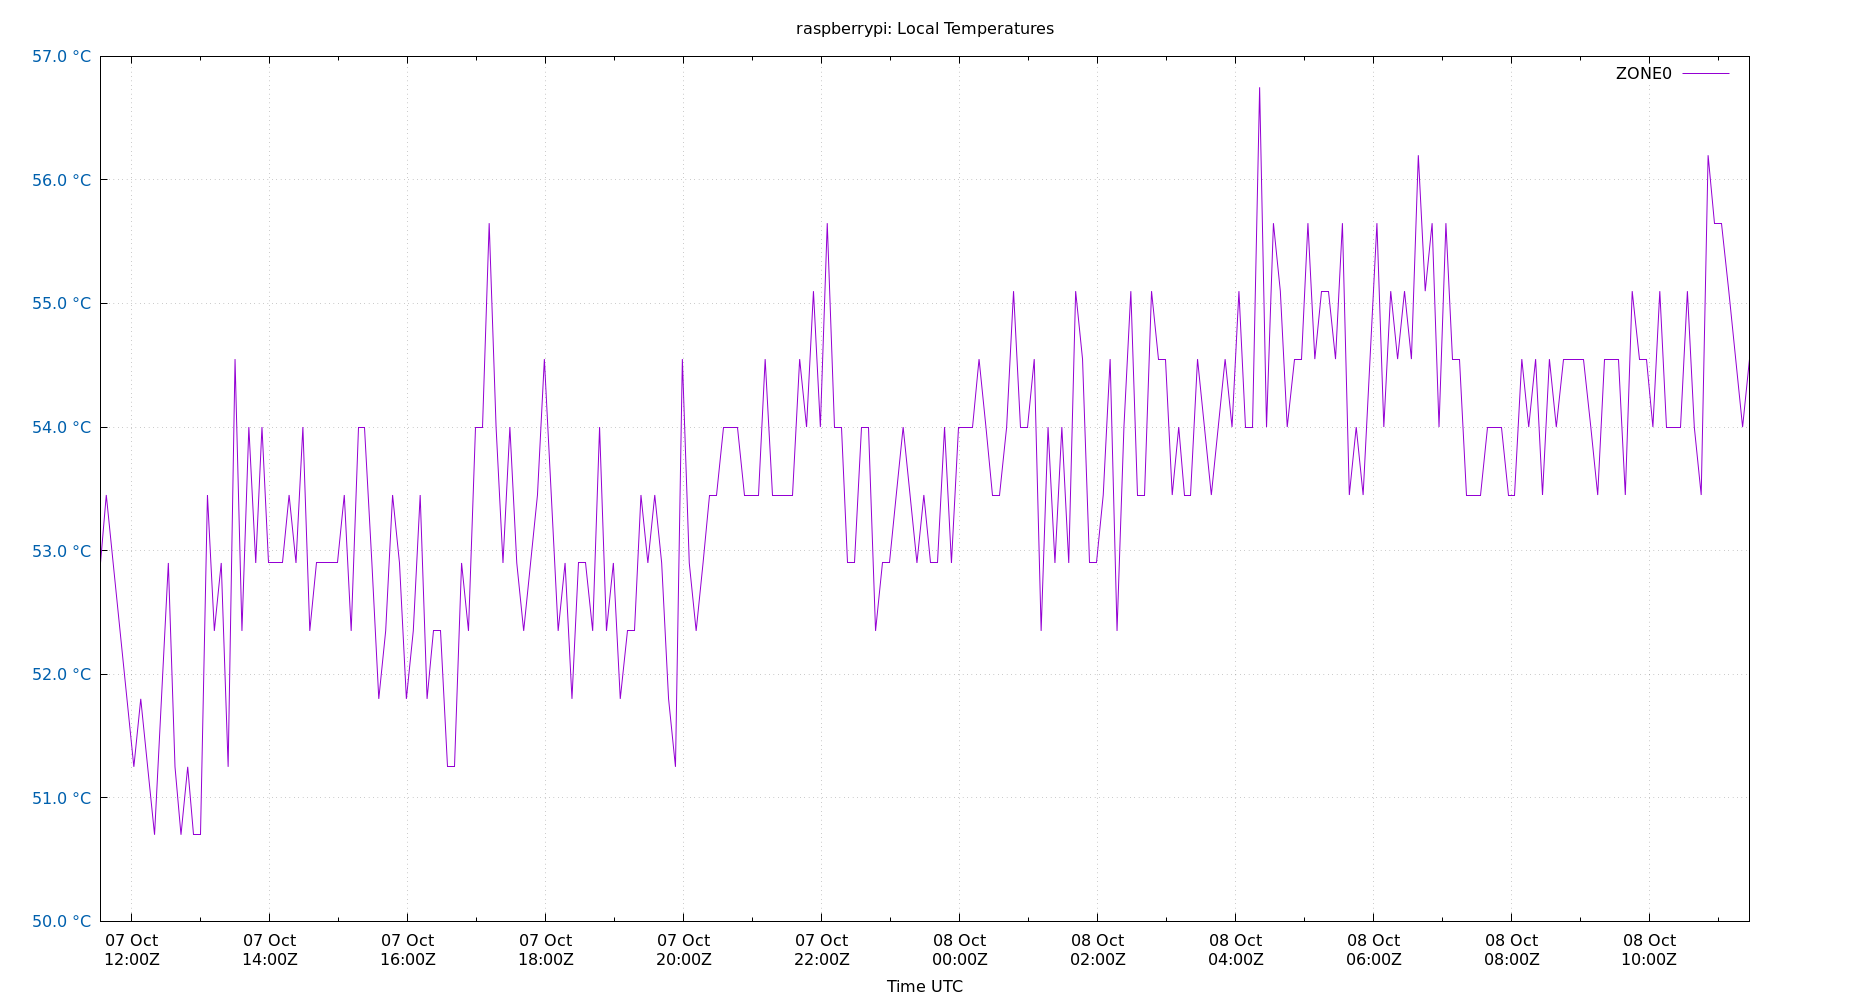 raspberrypi: Local Temperatures
57.0 °C
ZONE0
56.0 °C
55.0 °C
54.0 °C
53.0 °C
52.0 °C
51.0 °C
50.0 °C
07 Oct 07 Oct 07 Oct 07 Oct 07 Oct 07 Oct 08 Oct 08 Oct 08 Oct 08 Oct 08 Oct 08 Oct
12:00Z 14:00Z 16:00Z 18:00Z 20:00Z 22:00Z 00:00Z 02:00Z 04:00Z 06:00Z 08:00Z 10:00Z
Time UTC